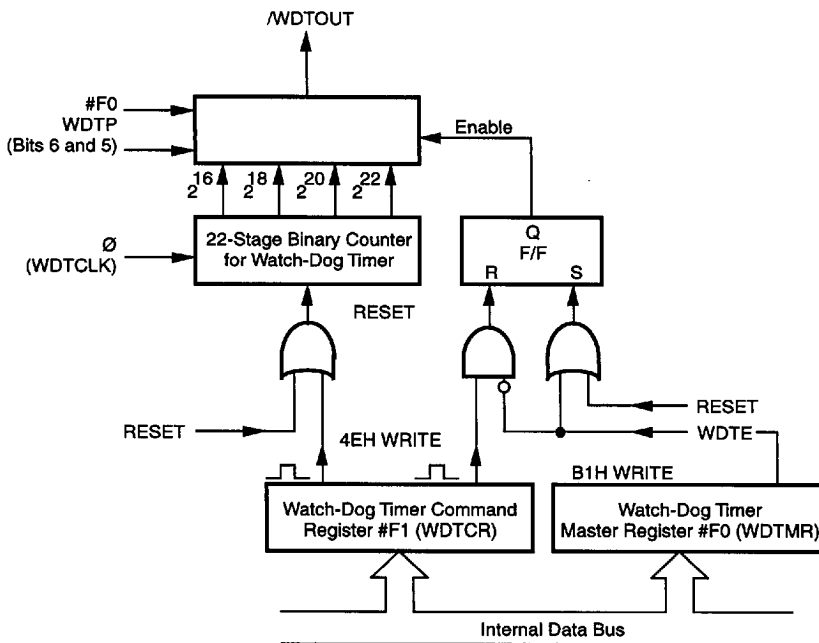 /WDTOUT
#F0
WDTP
(Bits 6 and 5)
Enable
2^16 2^18 2^20 2^22
Ø
(WDTCLK)
22-Stage Binary Counter
for Watch-Dog Timer
Q
F/F
R S
RESET
RESET
RESET
WDTE
4EH WRITE
B1H WRITE
Watch-Dog Timer Command
Register #F1 (WDTCR)
Watch-Dog Timer
Master Register #F0 (WDTMR)
Internal Data Bus